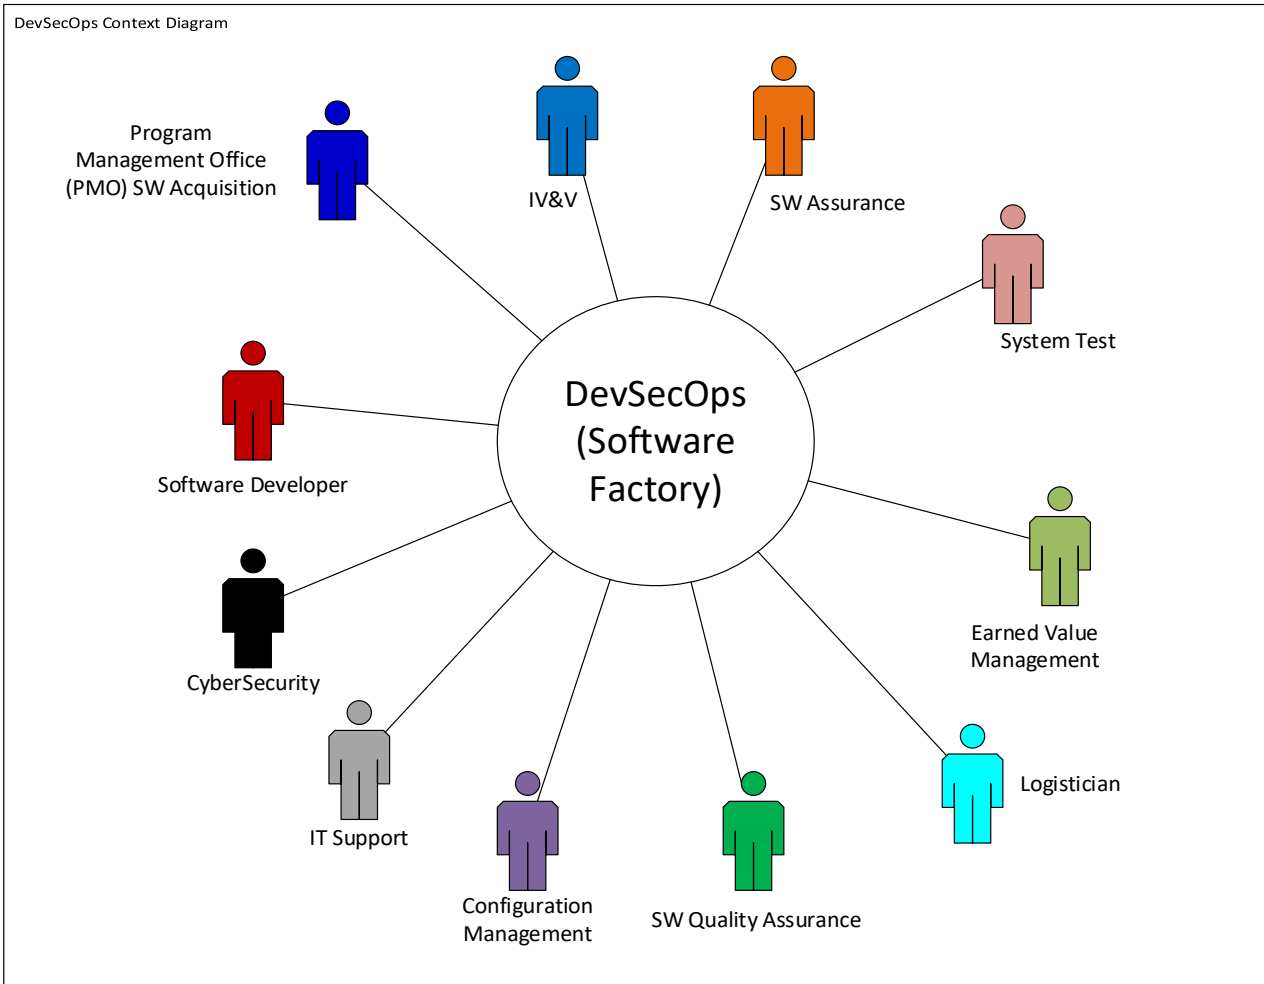 DevSecOps Context Diagram
Program
Management Office
(PMO) SW Acquisition
IV&V
SW Assurance
System Test
DevSecOps
(Software
Factory)
Software Developer
Earned Value
Management
CyberSecurity
Logistician
IT Support
Configuration
Management
SW Quality Assurance